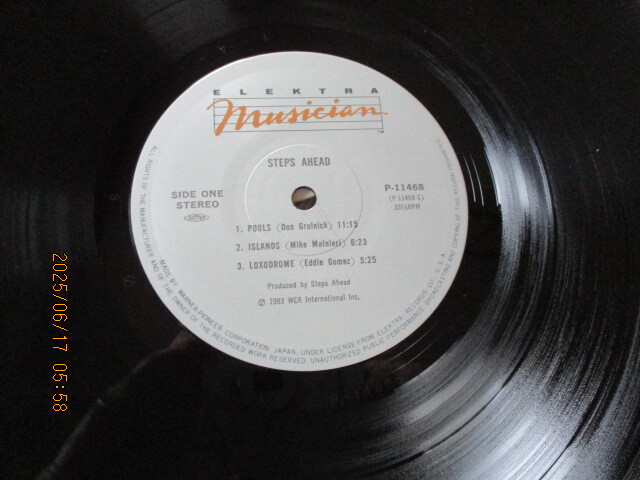 ELEKTRA
Musician
TM
STEPS AHEAD
SIDE ONE
STEREO
P-11468
(P-11468-1)
33⅓RPM
1. POOLS (Don Grolnick) 11:15
2. ISLANDS (Mike Mainieri) 6:23
3. LOXODROME (Eddie Gomez) 5:25
Produced by Steps Ahead
℗ 1983 WEA International Inc.
MADE BY WARNER-PIONEER CORPORATION, JAPAN, UNDER LICENSE FROM ELEKTRA, RECORDS CO. U.S.A.
ALL RIGHTS OF THE MANUFACTURER AND OF THE OWNER OF THE RECORDED WORK RESERVED. UNAUTHORIZED PUBLIC PERFORMANCE BROADCASTING AND COPYING OF THIS RECORD PROHIBITED
2025/06/17 05:58